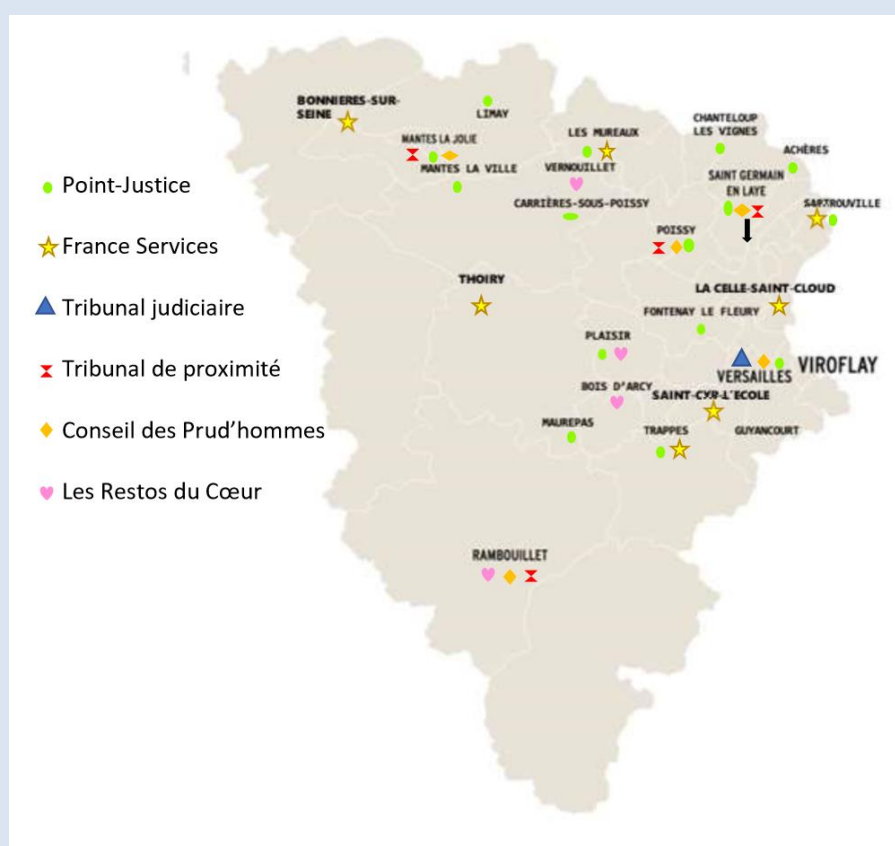 Point-Justice
France Services
Tribunal judiciaire
Tribunal de proximité
Conseil des Prud'hommes
Les Restos du Cœur
BONNIERES-SUR-
SEINE
LIMAY
MANTES LA JOLIE
MANTES LA VILLE
LES MUREAUX
VERNOUILLET
CARRIÈRES-SOUS-POISSY
CHANTELOUP
LES VIGNES
ACHÈRES
SAINT GERMAIN
EN LAYE
SARTROUVILLE
POISSY
THOIRY
LA CELLE-SAINT-CLOUD
FONTENAY LE FLEURY
PLAISIR
VERSAILLES
VIROFLAY
BOIS D'ARCY
SAINT-CYR-L'ECOLE
MAUREPAS
TRAPPES
GUYANCOURT
RAMBOUILLET